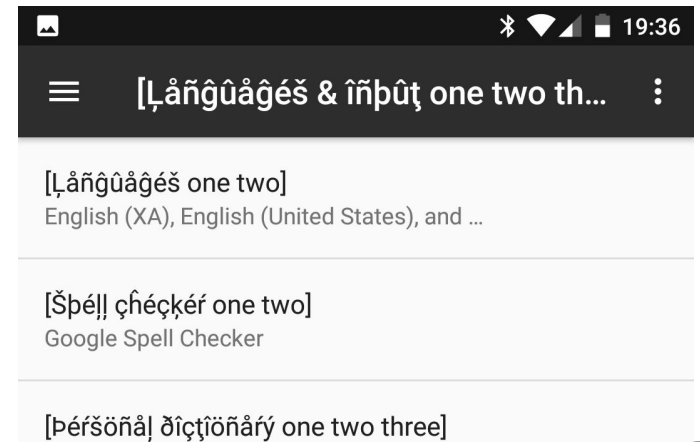 19:36
[Ļåñĝûåĝéš & îñþûţ one two th...
[Ļåñĝûåĝéš one two]
English (XA), English (United States), and ...
[Šþéļļ çĥéçķéŕ one two]
Google Spell Checker
[Þéŕšöñåļ ðîçţîöñåŕý one two three]